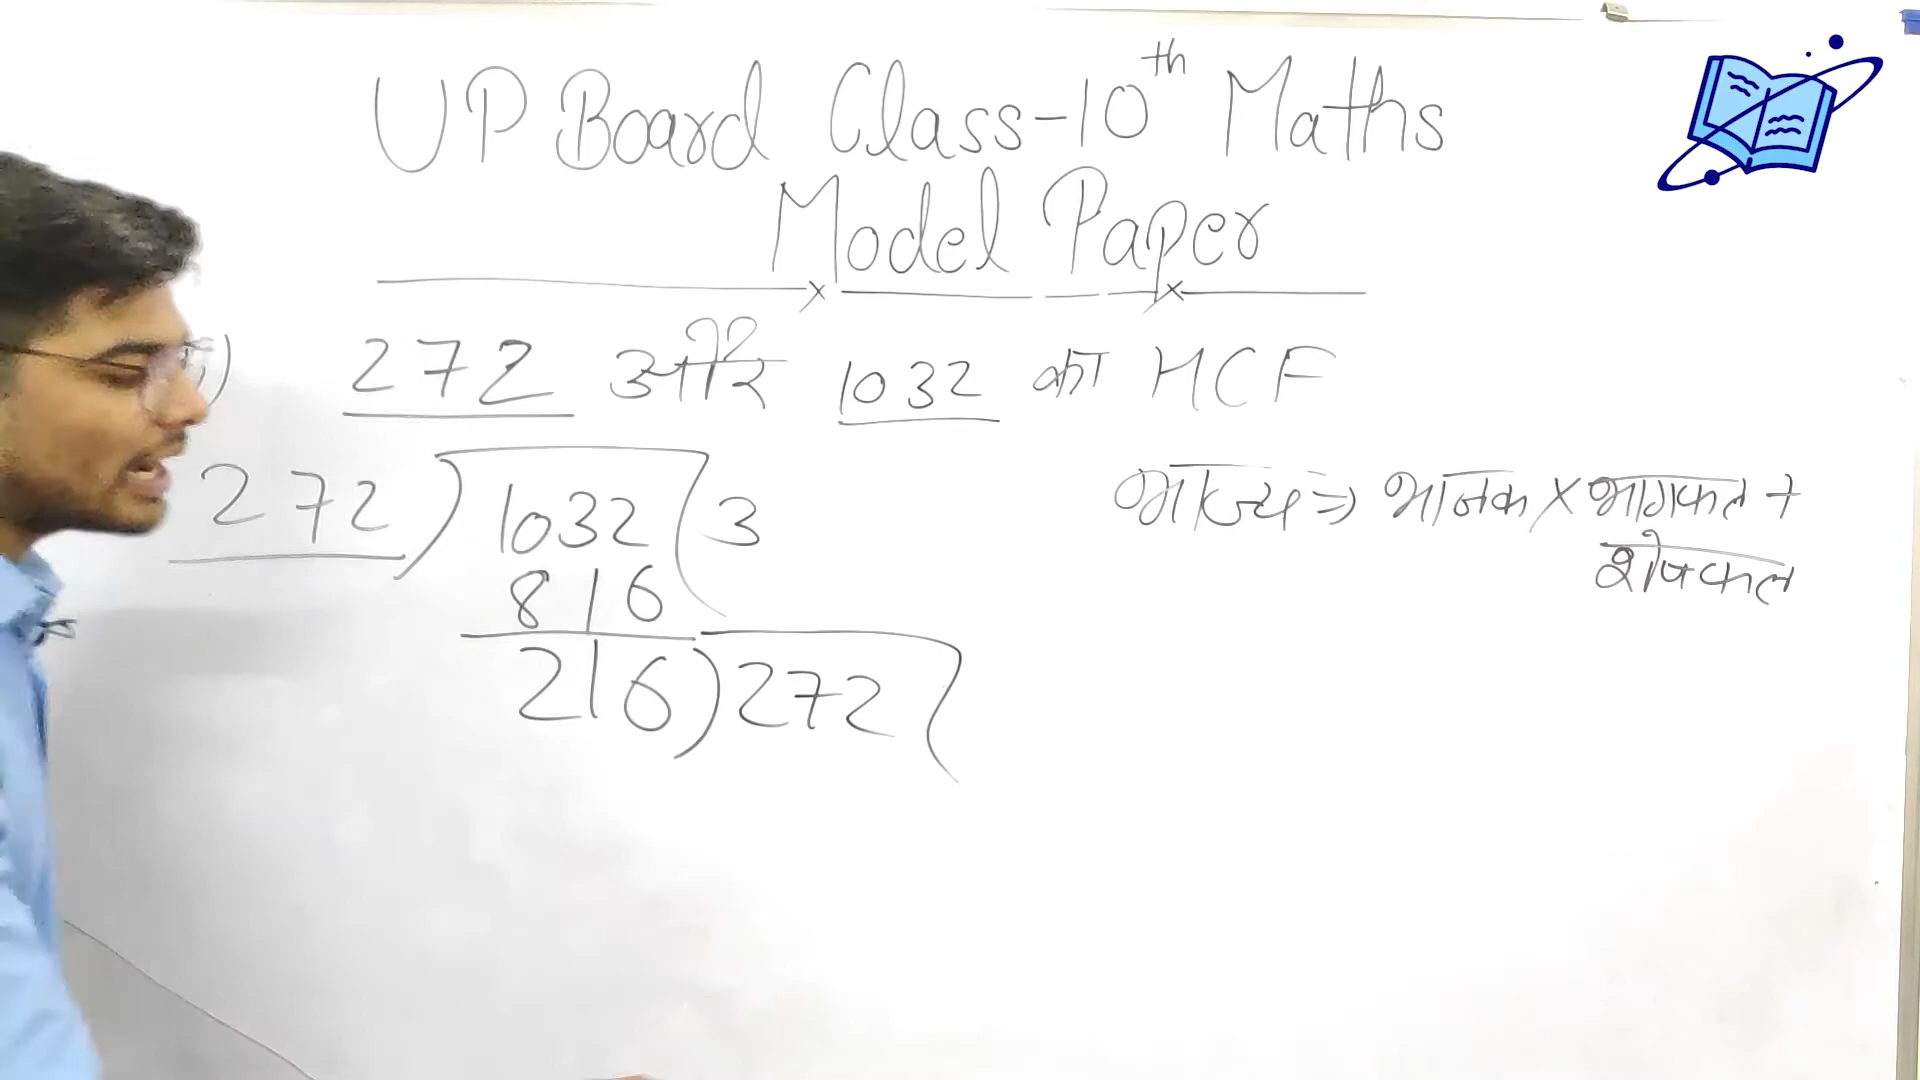 UP Board Class-10th Maths
Model Paper
272 और 1032 का HCF
272) 1032 (3
816
216) 272 (
भाज्य => भाजक × भागफल +
शेषफल